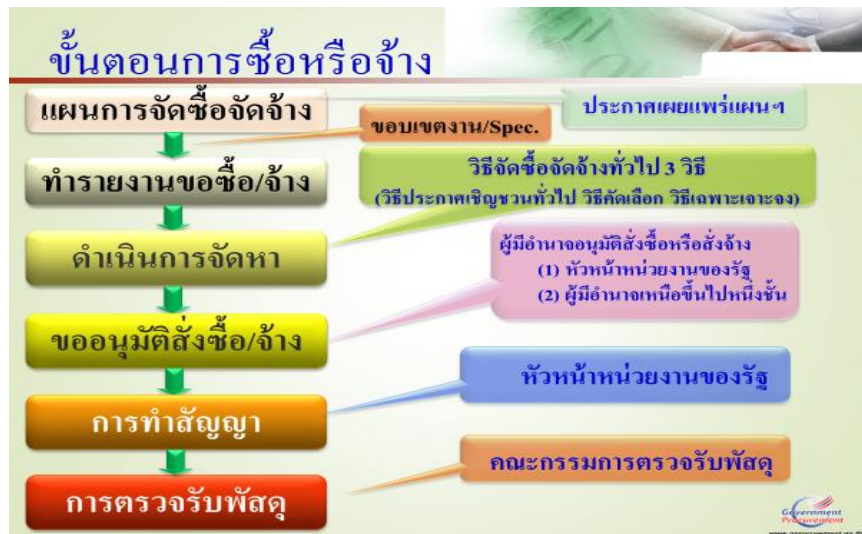 ขั้นตอนการซื้อหรือจ้าง
แผนการจัดซื้อจัดจ้าง
ประกาศเผยแพร่แผนฯ
ขอบเขตงาน/Spec.
ทำรายงานขอซื้อ/จ้าง
วิธีจัดซื้อจัดจ้างทั่วไป 3 วิธี
(วิธีประกาศเชิญชวนทั่วไป วิธีคัดเลือก วิธีเฉพาะเจาะจง)
ดำเนินการจัดหา
ผู้มีอำนาจอนุมัติสั่งซื้อหรือสั่งจ้าง
(1) หัวหน้าหน่วยงานของรัฐ
(2) ผู้มีอำนาจเหนือขึ้นไปหนึ่งชั้น
ขออนุมัติสั่งซื้อ/จ้าง
หัวหน้าหน่วยงานของรัฐ
การทำสัญญา
คณะกรรมการตรวจรับพัสดุ
การตรวจรับพัสดุ
Government
Procurement